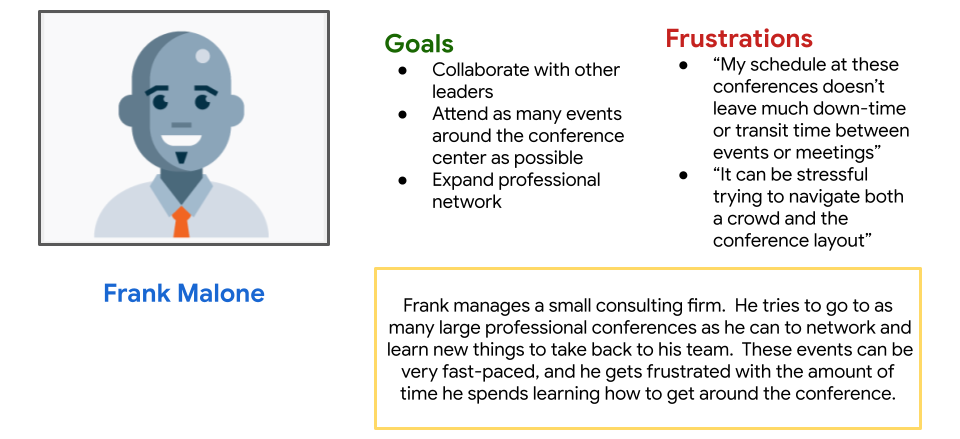 Frank Malone
Goals
● Collaborate with other
leaders
● Attend as many events
around the conference
center as possible
● Expand professional
network
Frustrations
● “My schedule at these
conferences doesn’t
leave much down-time
or transit time between
events or meetings”
● “It can be stressful
trying to navigate both
a crowd and the
conference layout”
Frank manages a small consulting firm. He tries to go to as
many large professional conferences as he can to network and
learn new things to take back to his team. These events can be
very fast-paced, and he gets frustrated with the amount of
time he spends learning how to get around the conference.